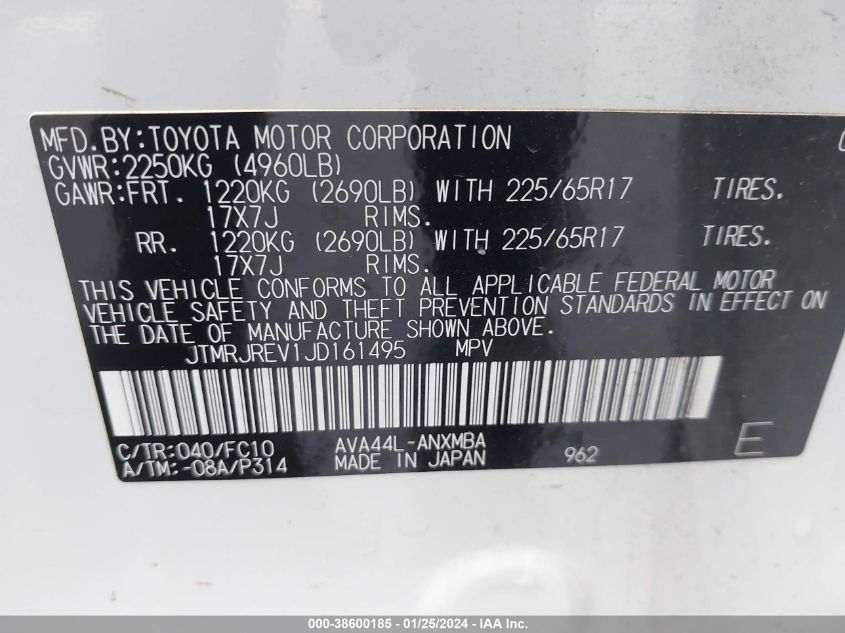 MFD.BY:TOYOTA MOTOR CORPORATION
GVWR:2250KG (4960LB)
GAWR:FRT. 1220KG (2690LB) WITH 225/65R17 TIRES.
17X7J RIMS.
RR. 1220KG (2690LB) WITH 225/65R17 TIRES.
17X7J RIMS.
THIS VEHICLE CONFORMS TO ALL APPLICABLE FEDERAL MOTOR
VEHICLE SAFETY AND THEFT PREVENTION STANDARDS IN EFFECT ON
THE DATE OF MANUFACTURE SHOWN ABOVE.
JTMRJREV1JD161495 MPV
C/TR:040/FC10 AVA44L-ANXMBA E
A/TM:-08A/P314 MADE IN JAPAN 962
000-38600185 - 01/25/2024 - IAA Inc.